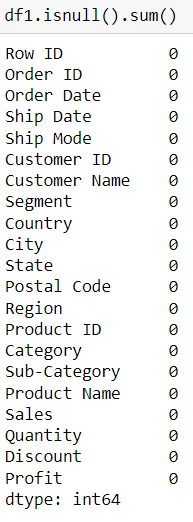 df1.isnull().sum()
Row ID 0
Order ID 0
Order Date 0
Ship Date 0
Ship Mode 0
Customer ID 0
Customer Name 0
Segment 0
Country 0
City 0
State 0
Postal Code 0
Region 0
Product ID 0
Category 0
Sub-Category 0
Product Name 0
Sales 0
Quantity 0
Discount 0
Profit 0
dtype: int64